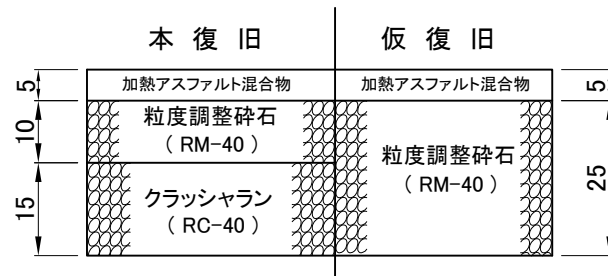 本復旧
仮復旧
5
加熱アスファルト混合物
加熱アスファルト混合物
5
10
粒度調整砕石
（RM-40）
粒度調整砕石
（RM-40）
25
15
クラッシャラン
（RC-40）